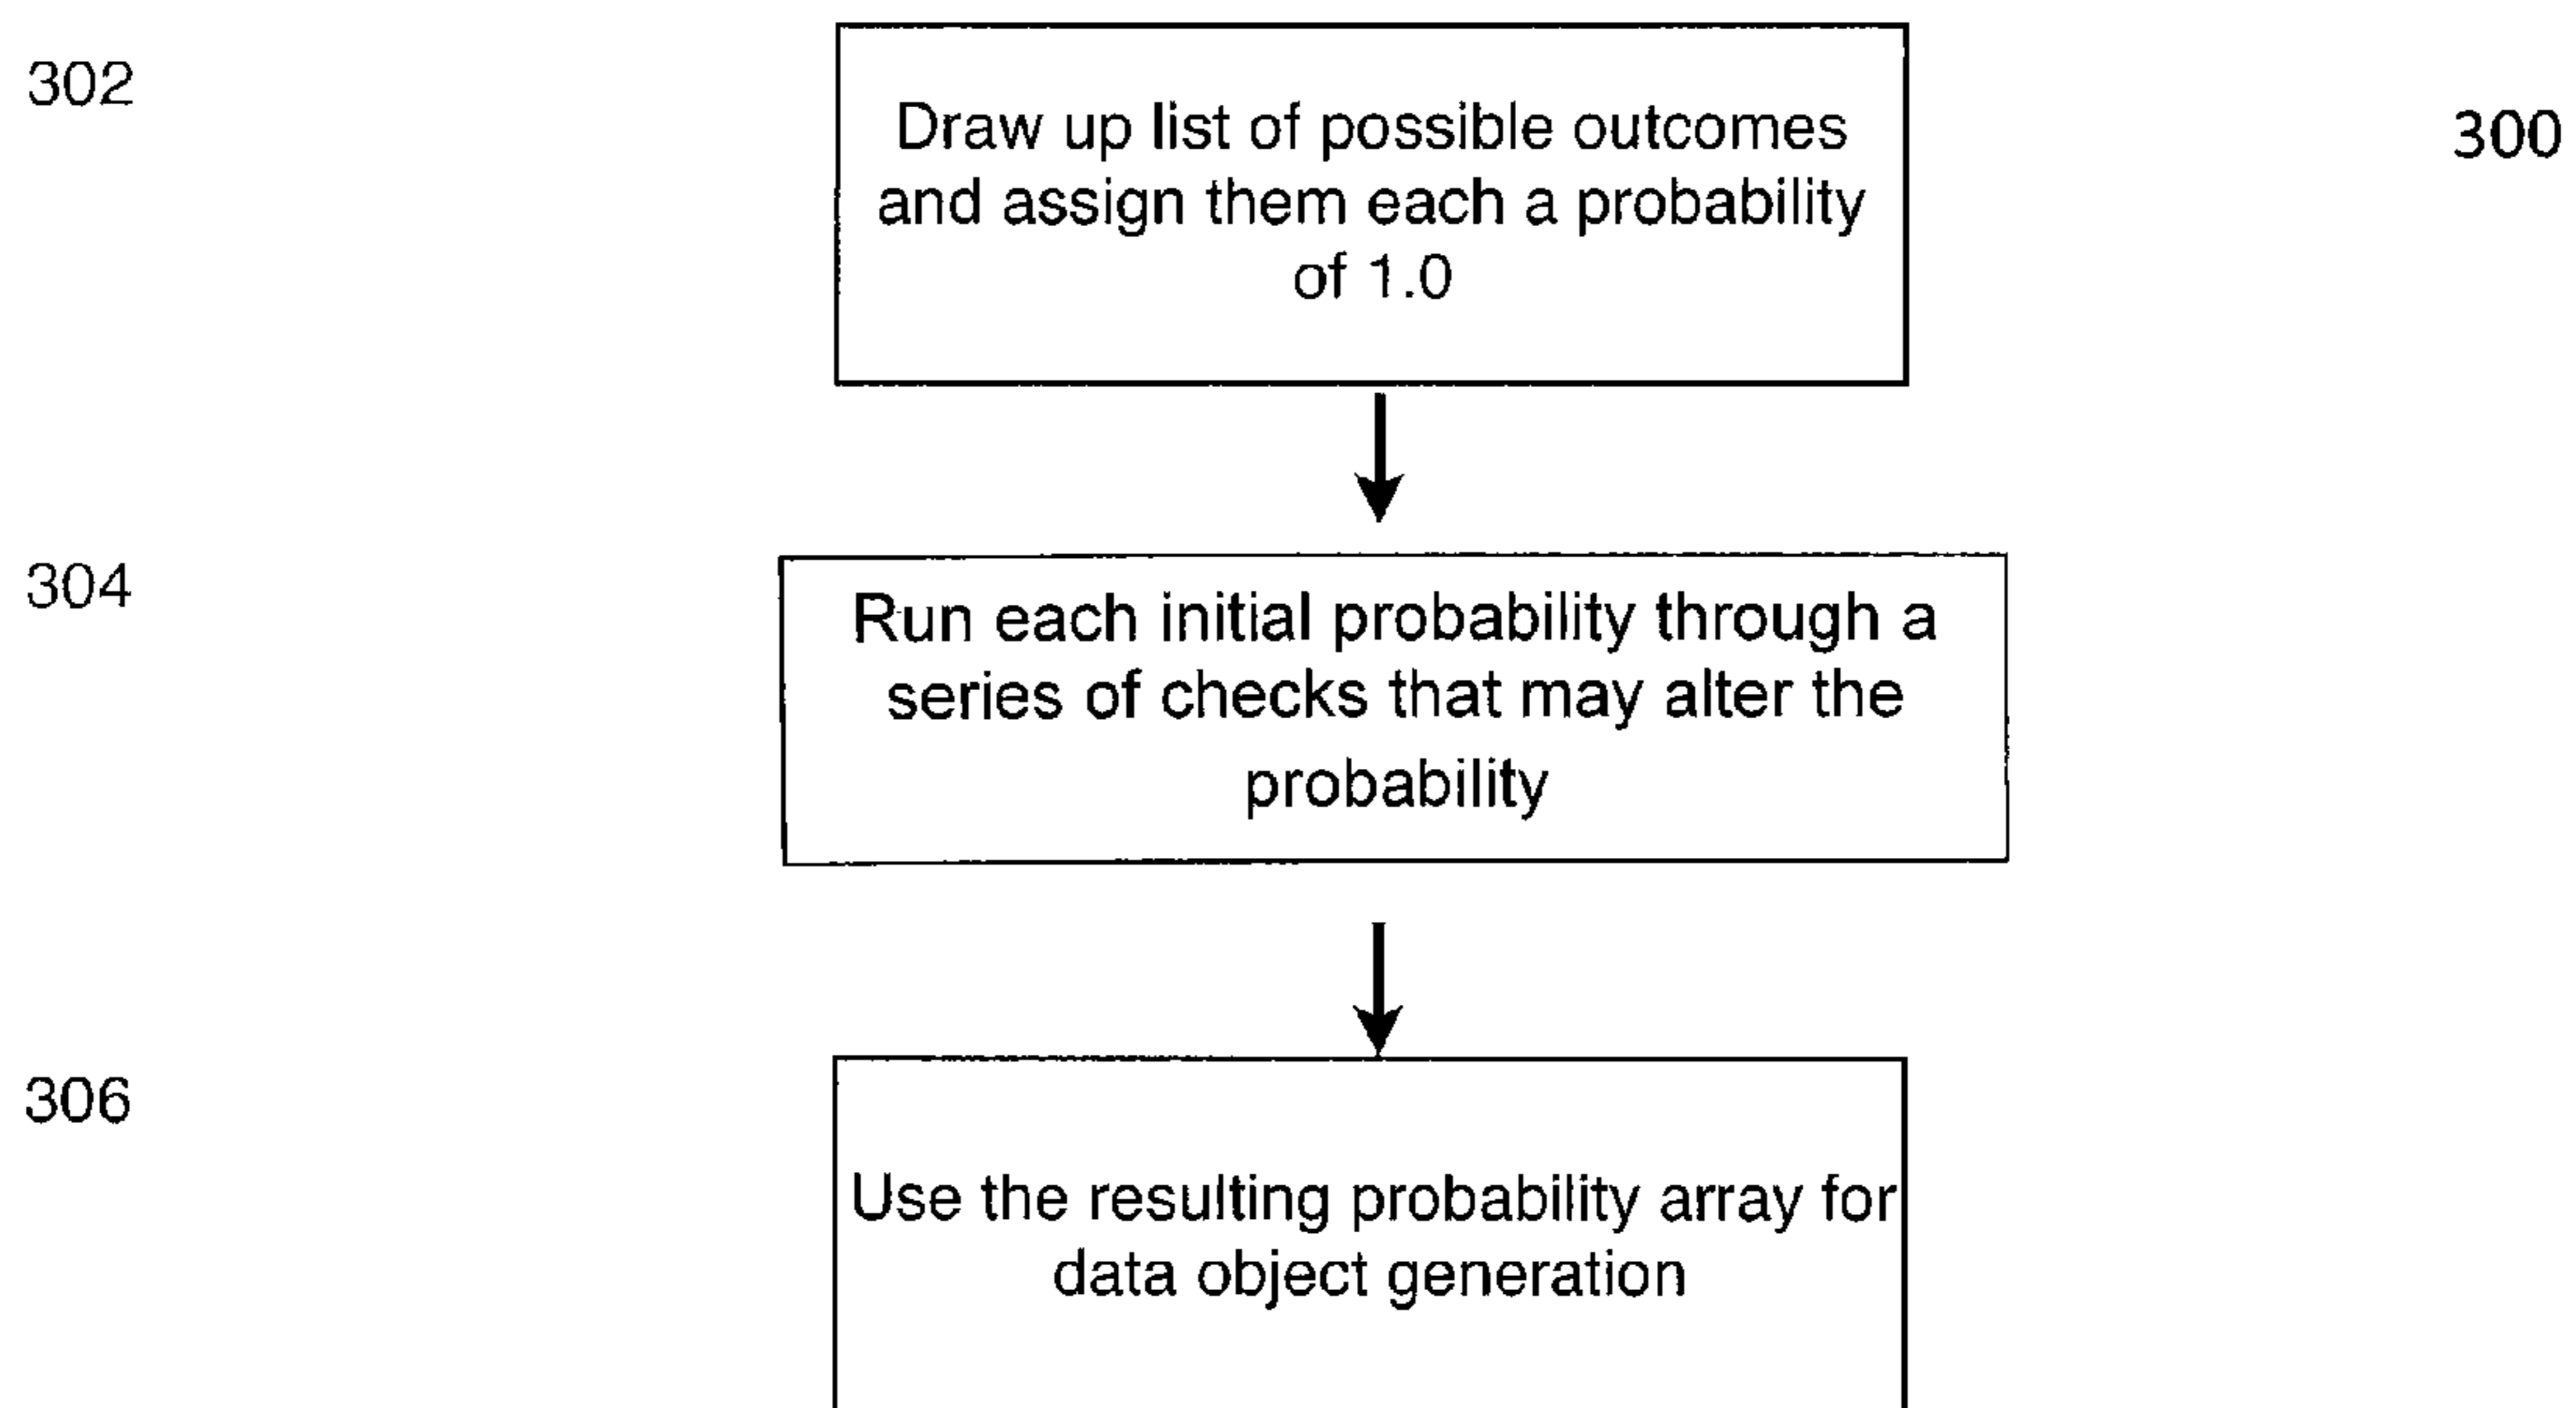 302
300
Draw up list of possible outcomes
and assign them each a probability
of 1.0
304
Run each initial probability through a
series of checks that may alter the
probability
306
Use the resulting probability array for
data object generation